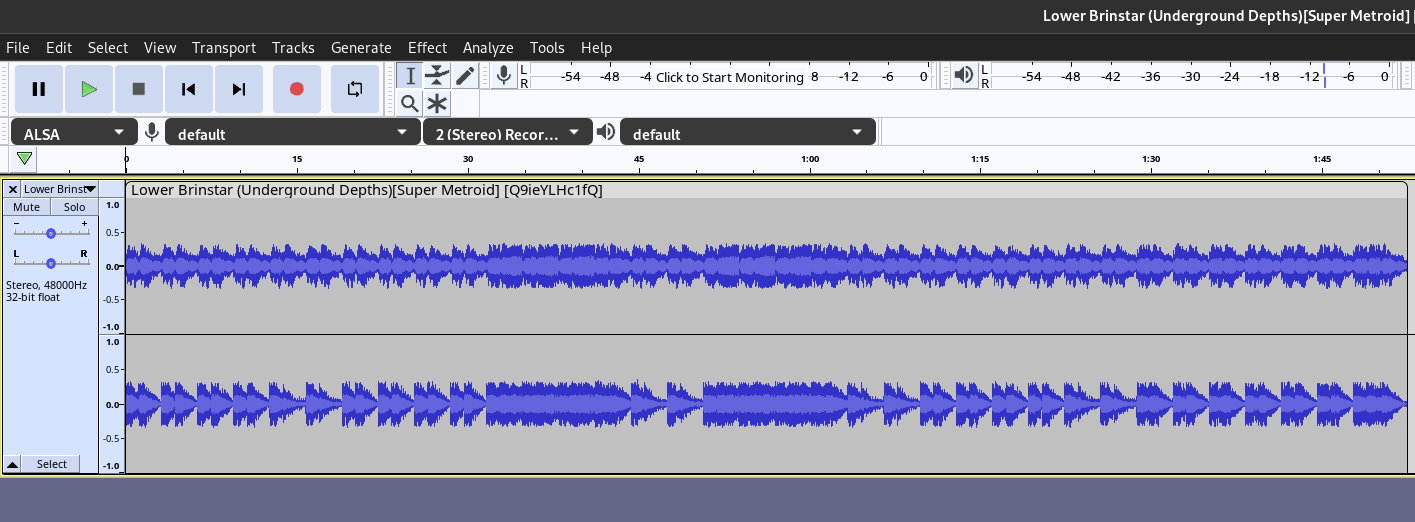 Lower Brinstar (Underground Depths)[Super Metroid]
File Edit Select View Transport Tracks Generate Effect Analyze Tools Help
L -54 -48 -4 Click to Start Monitoring 8 -12 -6 0 L -54 -48 -42 -36 -30 -24 -18 -12 -6 0
R R
ALSA default 2 (Stereo) Recor... default
0 15 30 45 1:00 1:15 1:30 1:45
Lower Brinst Lower Brinstar (Underground Depths)[Super Metroid] [Q9ieYLHc1fQ]
Mute Solo 1.0
- + 0.5
L R 0.0
Stereo, 48000Hz
32-bit float -0.5
-1.0
1.0
0.5
0.0
-0.5
Select -1.0